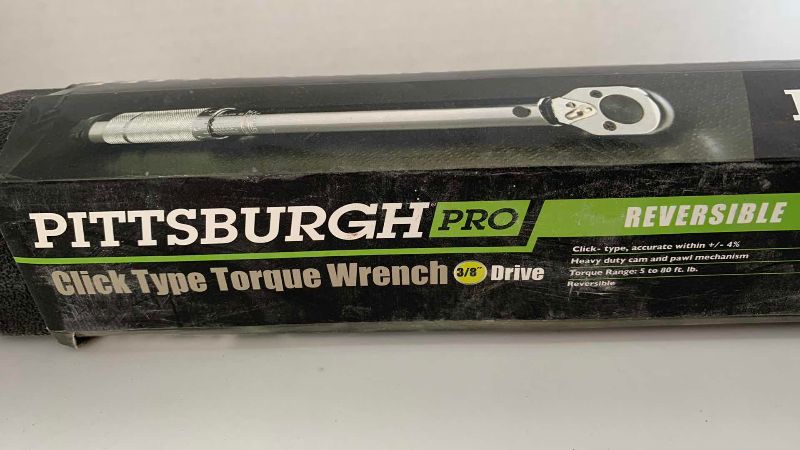 PITTSBURGH PRO
REVERSIBLE
Click Type Torque Wrench 3/8" Drive
Click- type, accurate within +/- 4%
Heavy duty cam and pawl mechanism
Torque Range: 5 to 80 ft. lb.
Reversible